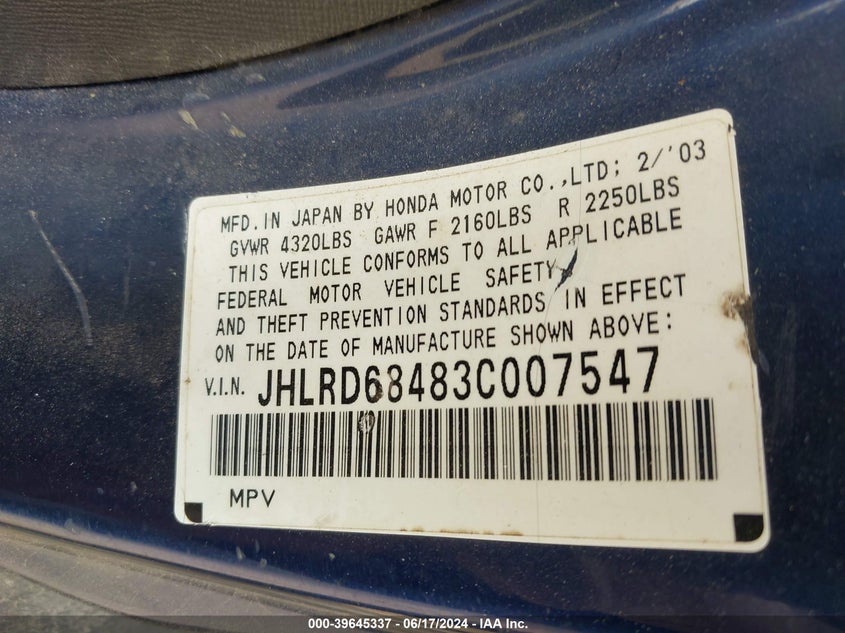 MFD. IN JAPAN BY HONDA MOTOR CO.,LTD; 2/'03
GVWR 4320LBS GAWR F 2160LBS R 2250LBS
THIS VEHICLE CONFORMS TO ALL APPLICABLE
FEDERAL MOTOR VEHICLE SAFETY
AND THEFT PREVENTION STANDARDS IN EFFECT
ON THE DATE OF MANUFACTURE SHOWN ABOVE:
V.I.N. JHLRD68483C007547
MPV
000-39645337 - 06/17/2024 - IAA Inc.